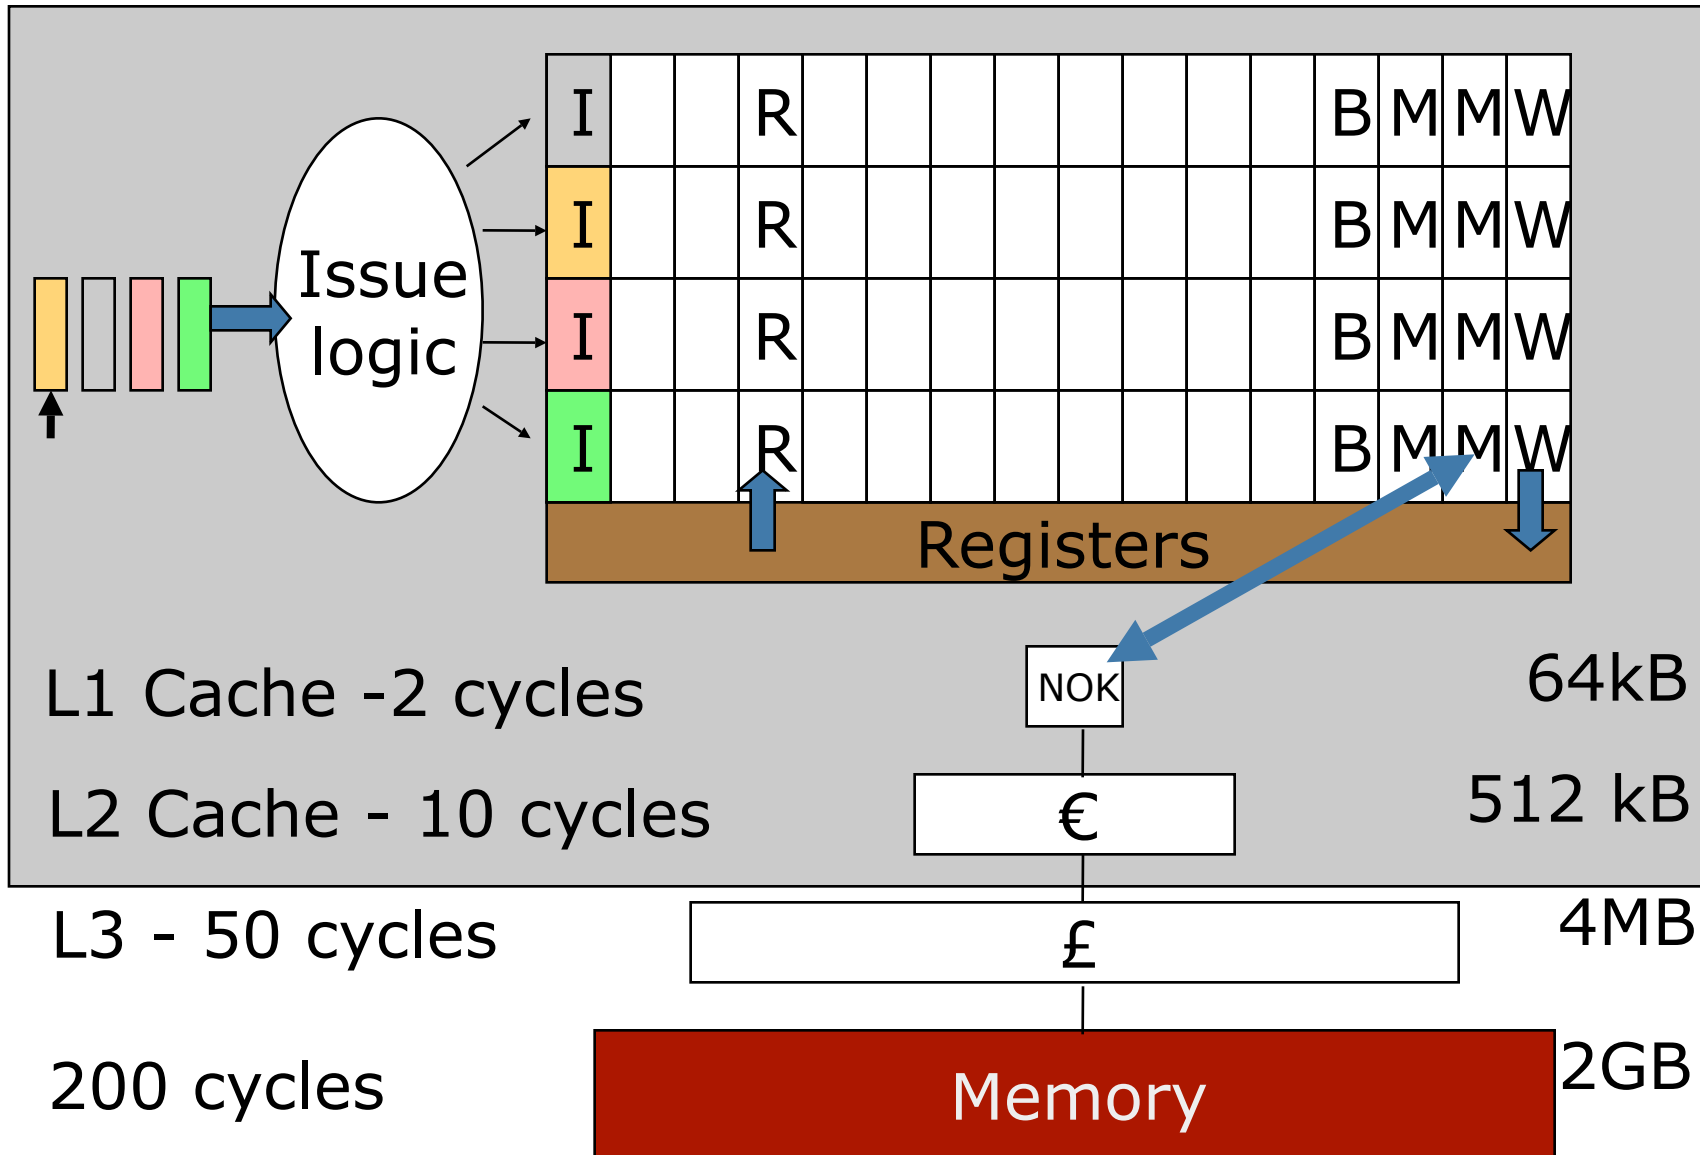 I R B M M W
I R B M M W
Issue
logic
I R B M M W
I R B M M W
Registers
L1 Cache -2 cycles NOK 64kB
L2 Cache - 10 cycles € 512 kB
L3 - 50 cycles £ 4MB
200 cycles Memory 2GB